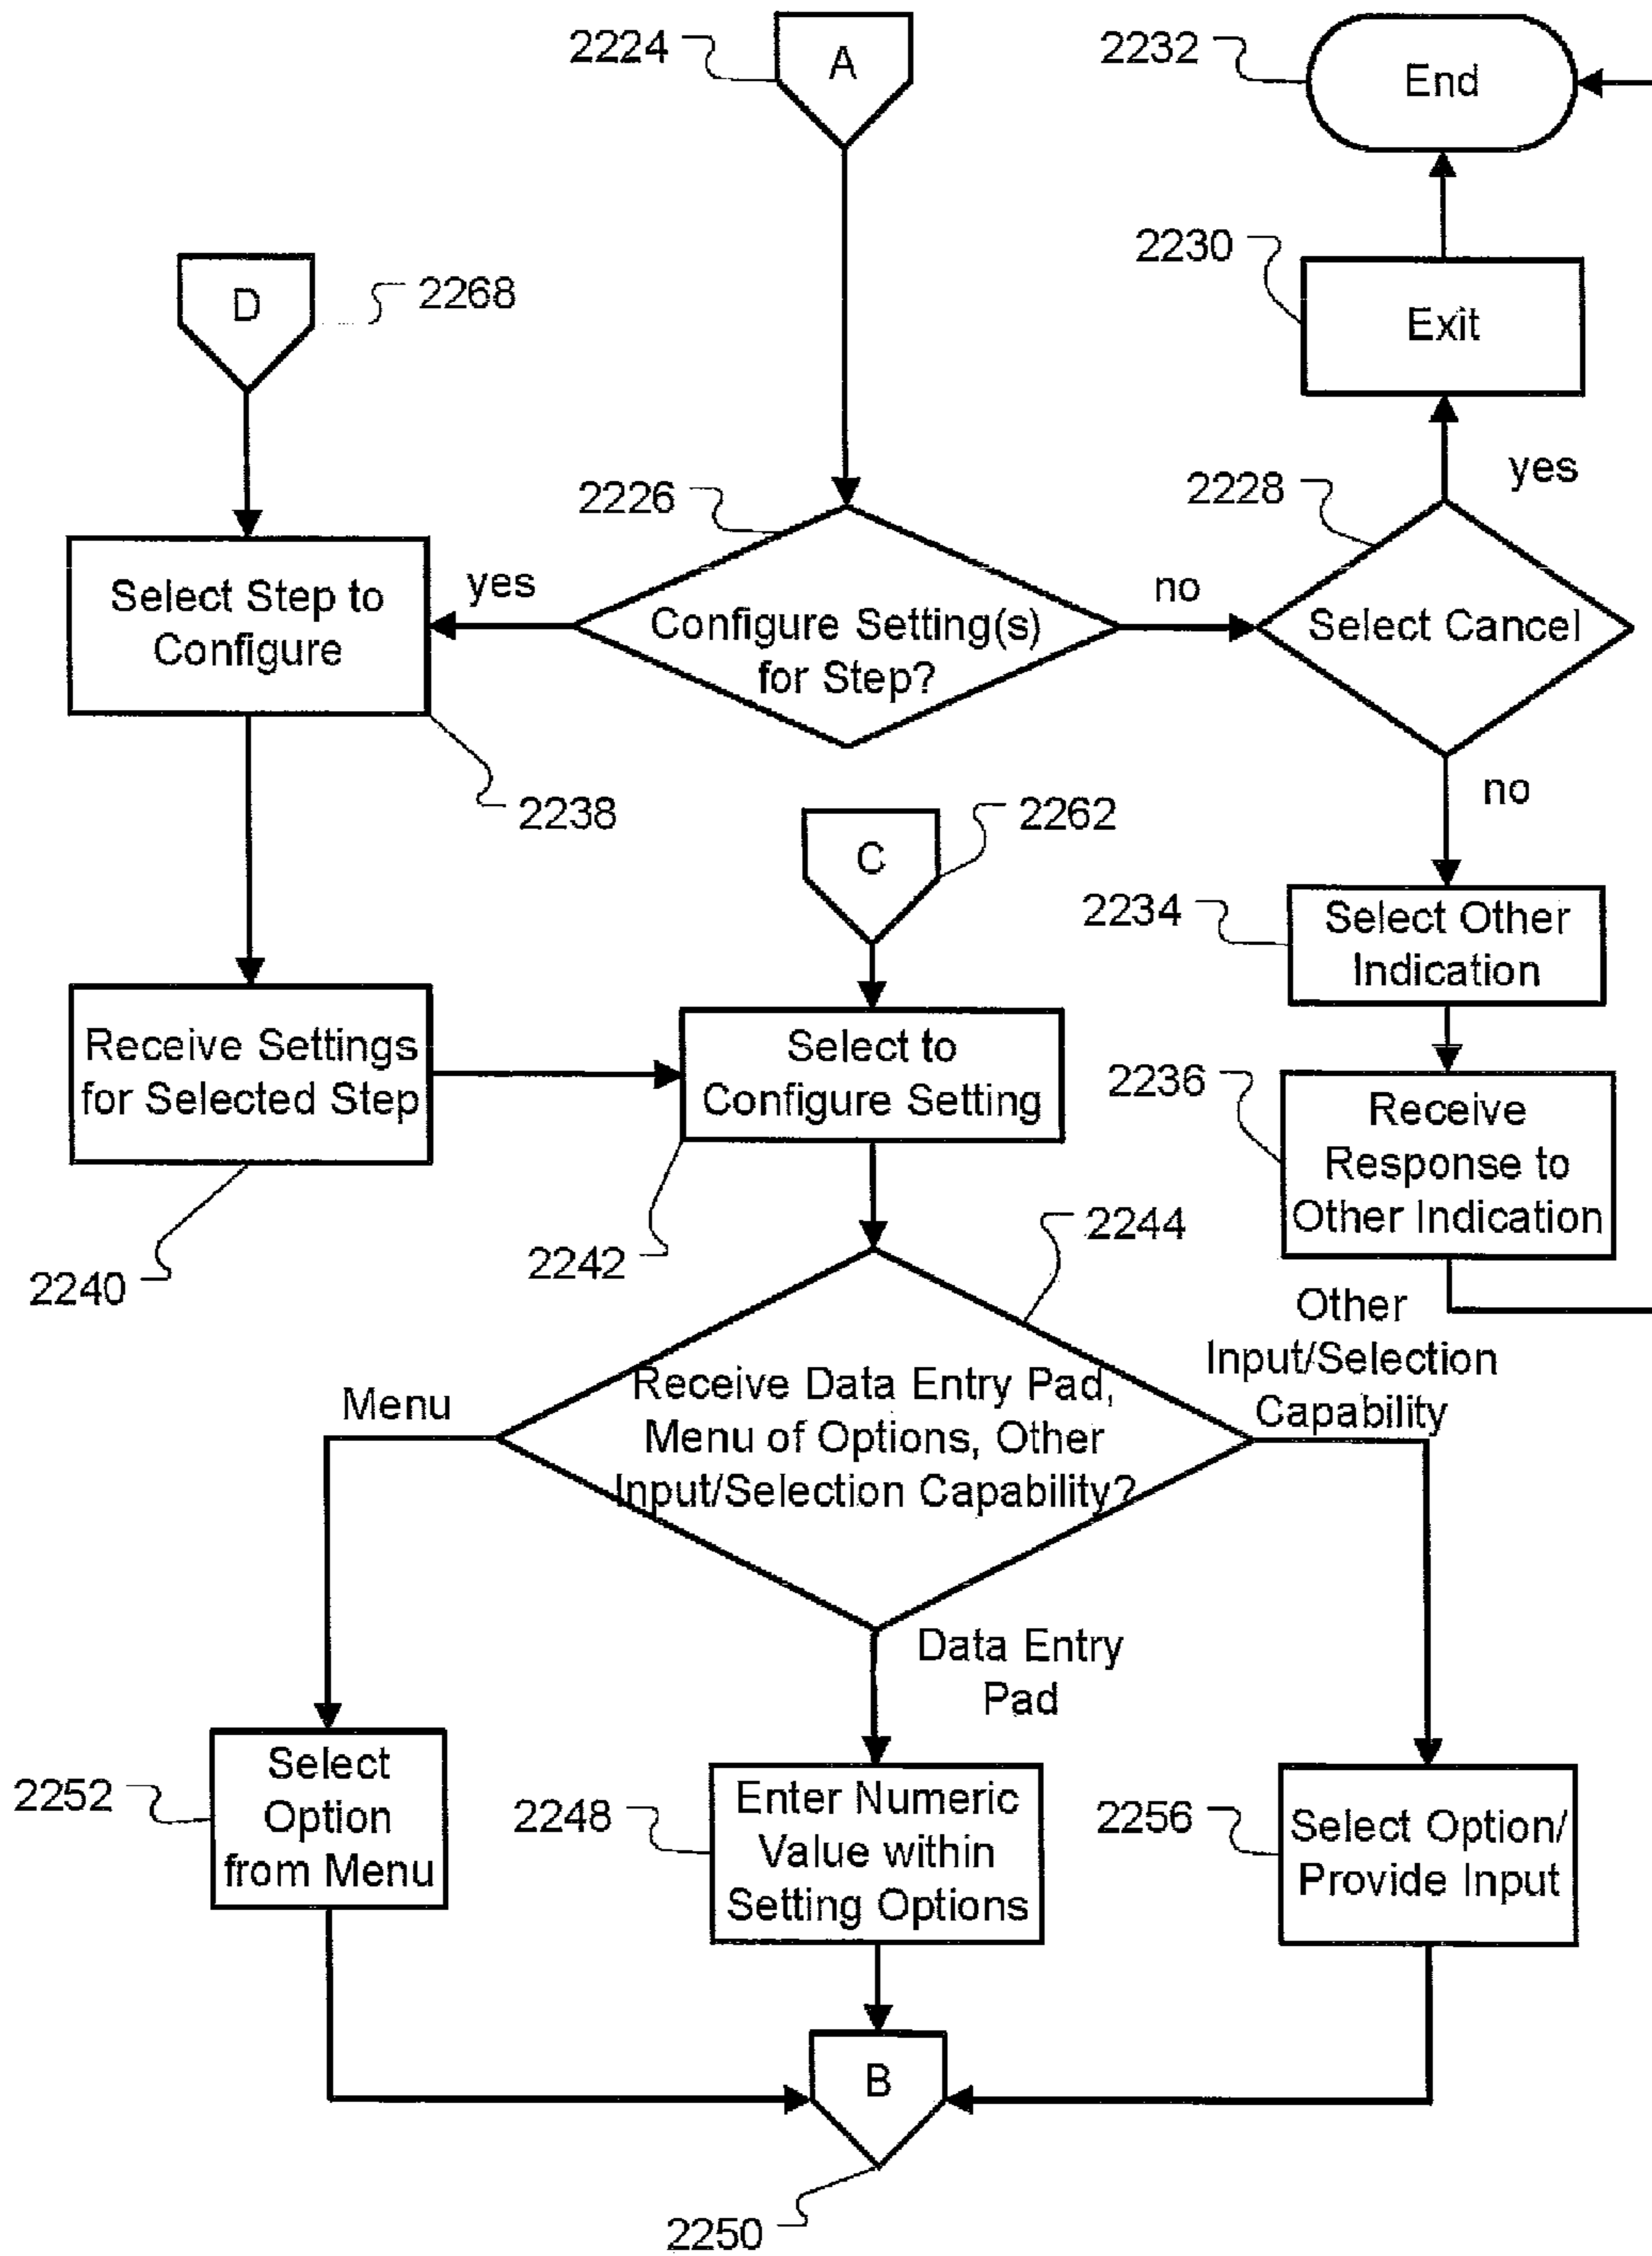 2224
A
2232
End
2230
Exit
D
2268
yes
2226
2228
yes
no
Select Step to
Configure
Configure Setting(s)
for Step?
Select Cancel
2238
no
C
2262
2234
Select Other
Indication
Receive Settings
for Selected Step
Select to
Configure Setting
2236
Receive
Response to
Other Indication
2240
2242
2244
Other
Input/Selection
Capability
Menu
Receive Data Entry Pad,
Menu of Options, Other
Input/Selection Capability?
Data Entry
Pad
2252
Select
Option
from Menu
2248
Enter Numeric
Value within
Setting Options
2256
Select Option/
Provide Input
B
2250